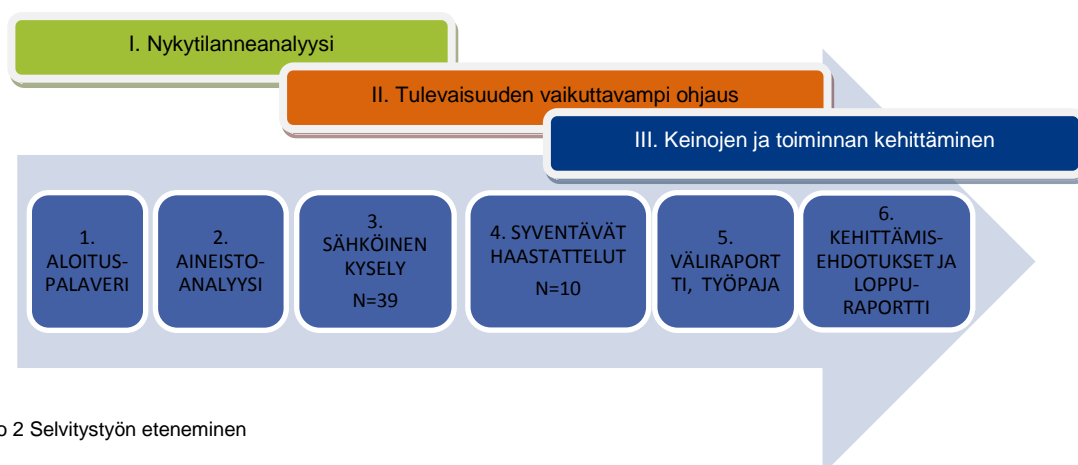 I. Nykytilanneanalyysi
II. Tulevaisuuden vaikuttavampi ohjaus
III. Keinojen ja toiminnan kehittäminen
1.
ALOITUS-
PALAVERI
2.
AINEISTO-
ANALYYSI
3.
SÄHKÖINEN
KYSELY
N=39
4. SYVENTÄVÄT
HAASTATTELUT
N=10
5.
VÄLIRAPORT
TI, TYÖPAJA
6.
KEHITTÄMIS-
EHDOTUKSET JA
LOPPU-
RAPORTTI
o 2 Selvitystyön eteneminen